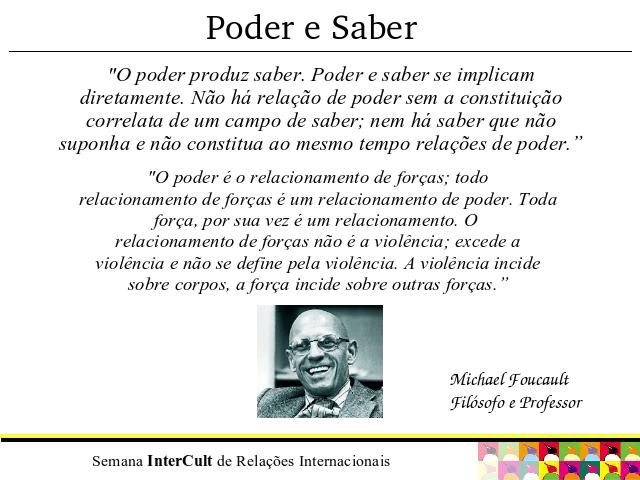 Poder e Saber
"O poder produz saber. Poder e saber se implicam
diretamente. Não há relação de poder sem a constituição
correlata de um campo de saber; nem há saber que não
suponha e não constitua ao mesmo tempo relações de poder.”
"O poder é o relacionamento de forças; todo
relacionamento de forças é um relacionamento de poder. Toda
força, por sua vez é um relacionamento. O
relacionamento de forças não é a violência; excede a
violência e não se define pela violência. A violência incide
sobre corpos, a força incide sobre outras forças.”
Michael Foucault
Filósofo e Professor
Semana InterCult de Relações Internacionais